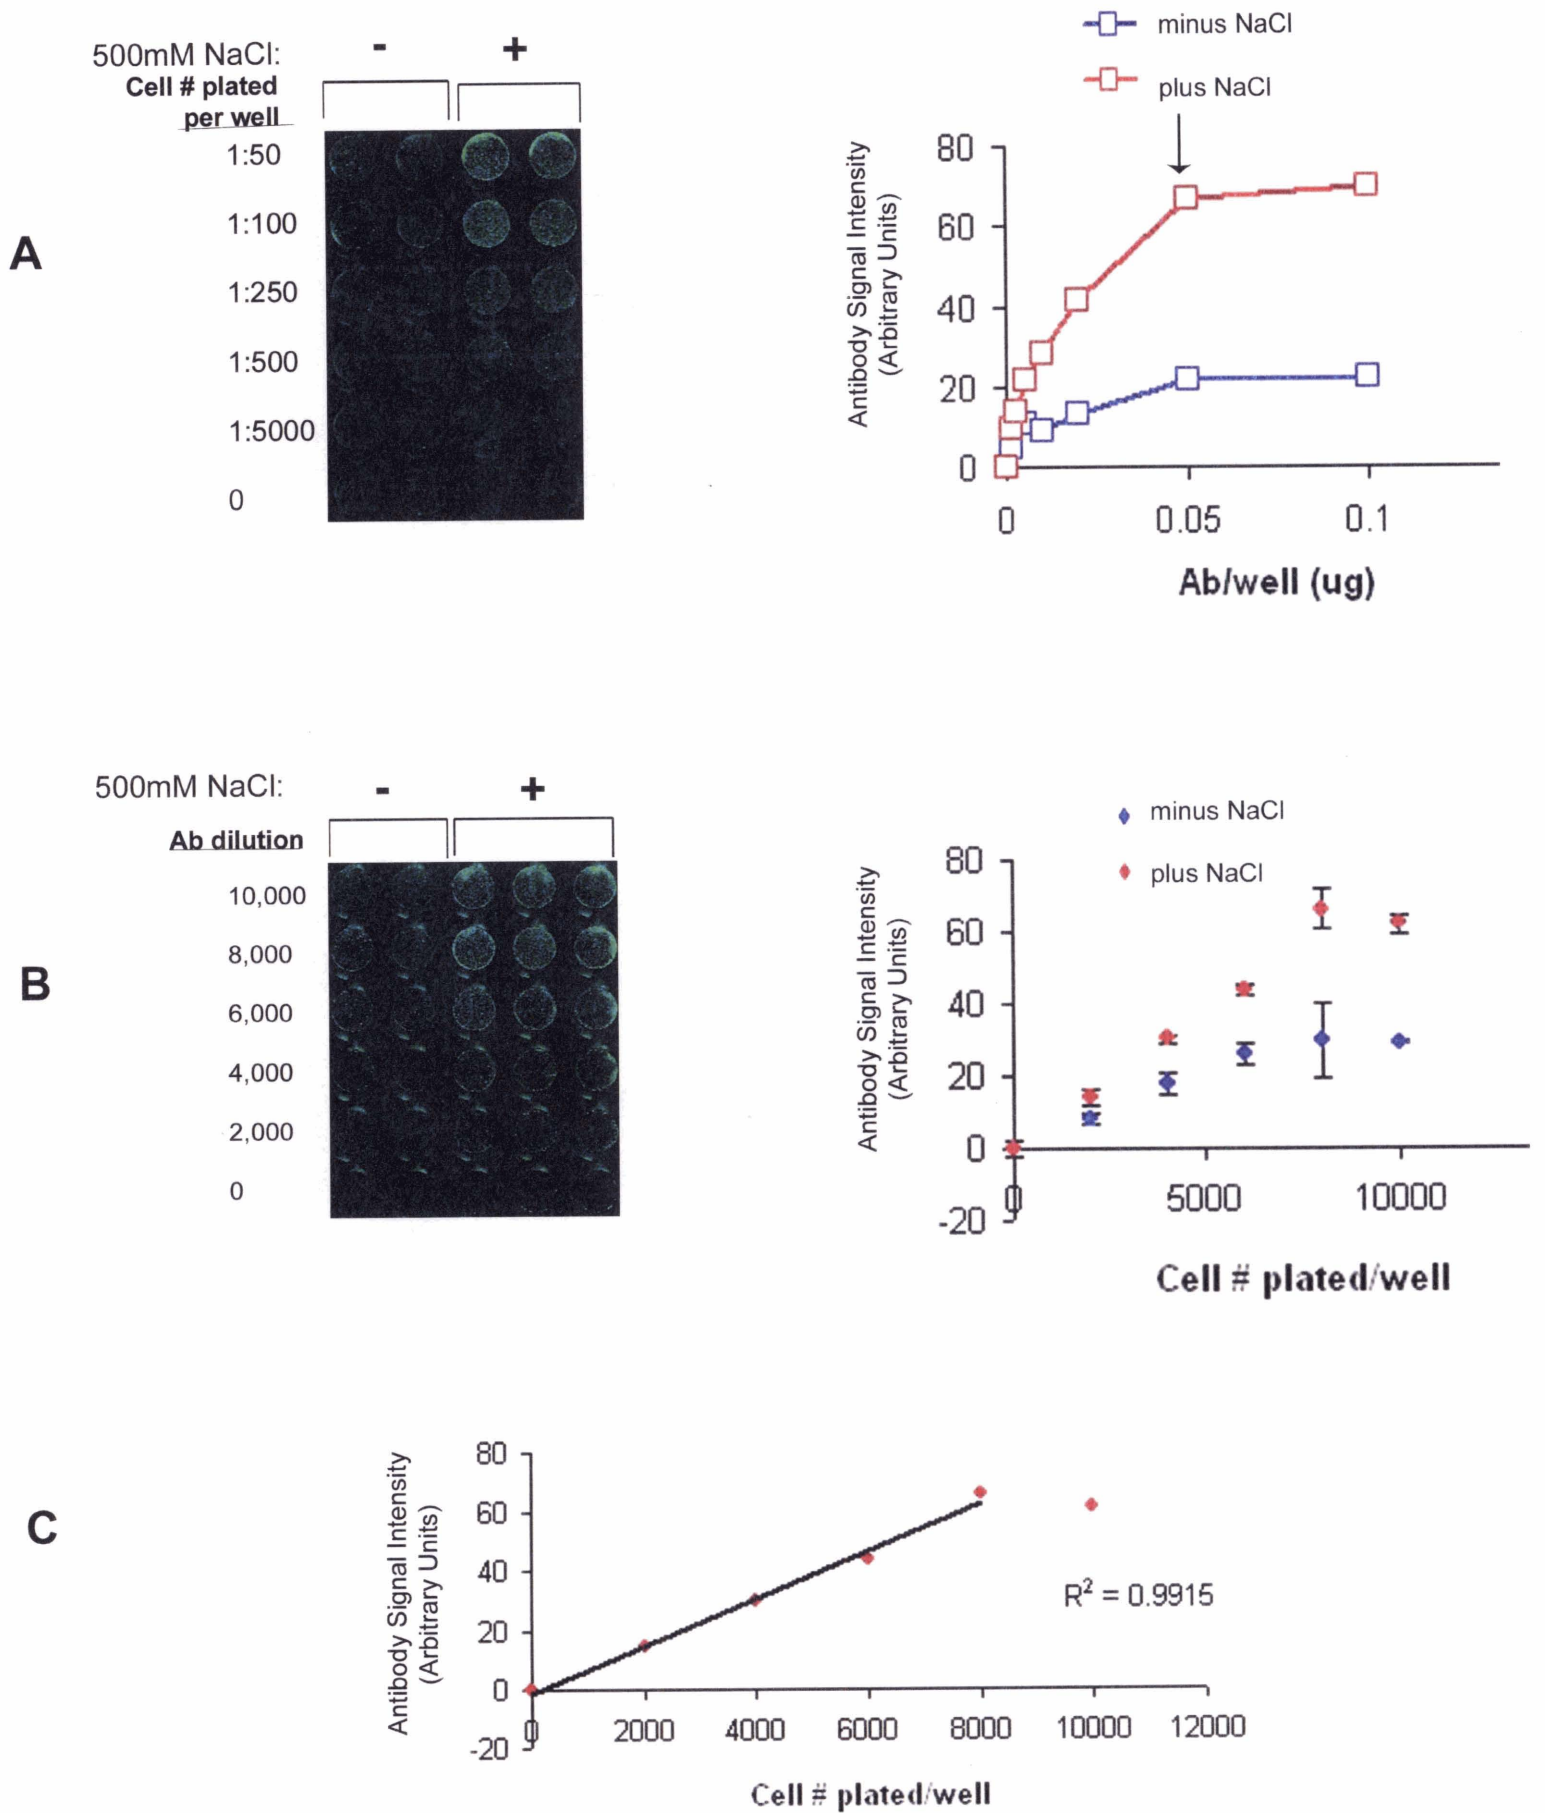 A
500mM NaCl: - +
Cell # plated
per well
1:50
1:100
1:250
1:500
1:5000
0
minus NaCl
plus NaCl
Antibody Signal Intensity
(Arbitrary Units)
80
60
40
20
0
0 0.05 0.1
Ab/well (ug)
B
500mM NaCl: - +
Ab dilution
10,000
8,000
6,000
4,000
2,000
0
minus NaCl
plus NaCl
Antibody Signal Intensity
(Arbitrary Units)
80
60
40
20
0
-20
0 5000 10000
Cell # plated/well
C
Antibody Signal Intensity
(Arbitrary Units)
80
60
40
20
0
-20
R² = 0.9915
0 2000 4000 6000 8000 10000 12000
Cell # plated/well